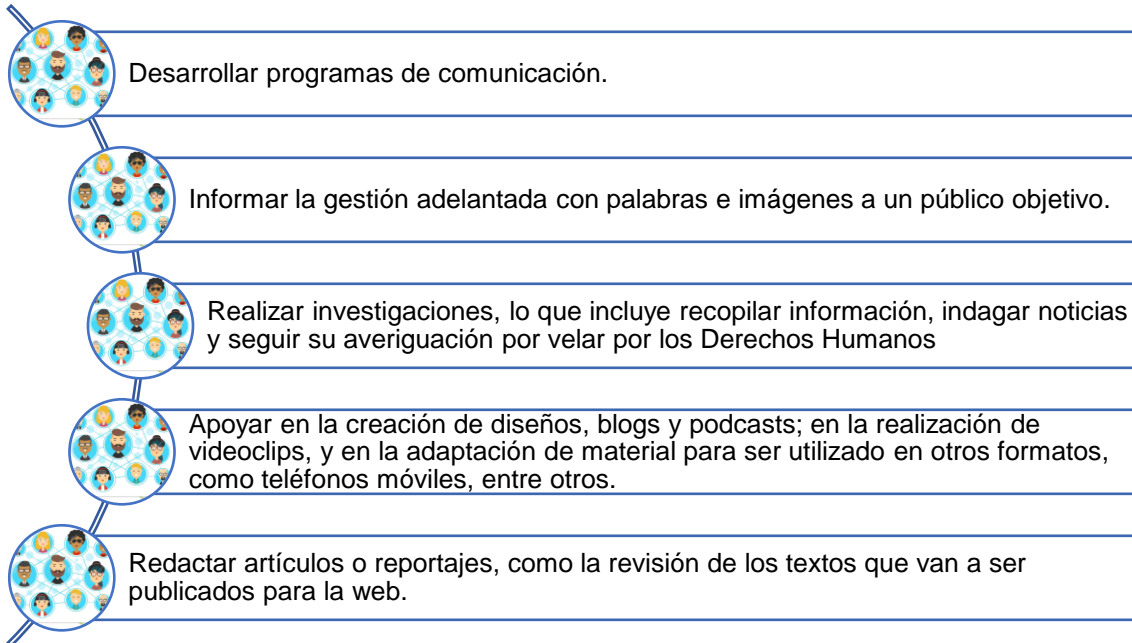 Desarrollar programas de comunicación.
Informar la gestión adelantada con palabras e imágenes a un público objetivo.
Realizar investigaciones, lo que incluye recopilar información, indagar noticias
y seguir su averiguación por velar por los Derechos Humanos
Apoyar en la creación de diseños, blogs y podcasts; en la realización de
videoclips, y en la adaptación de material para ser utilizado en otros formatos,
como teléfonos móviles, entre otros.
Redactar artículos o reportajes, como la revisión de los textos que van a ser
publicados para la web.